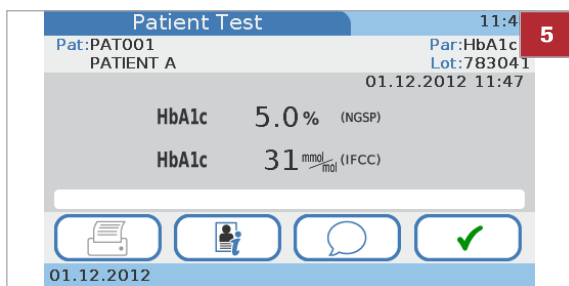 Patient Test 11:4
5
Pat:PAT001 Par:HbA1c
PATIENT A Lot:783041
01.12.2012 11:47
HbA1c 5.0% (NGSP)
HbA1c 31 mmol/mol (IFCC)
01.12.2012